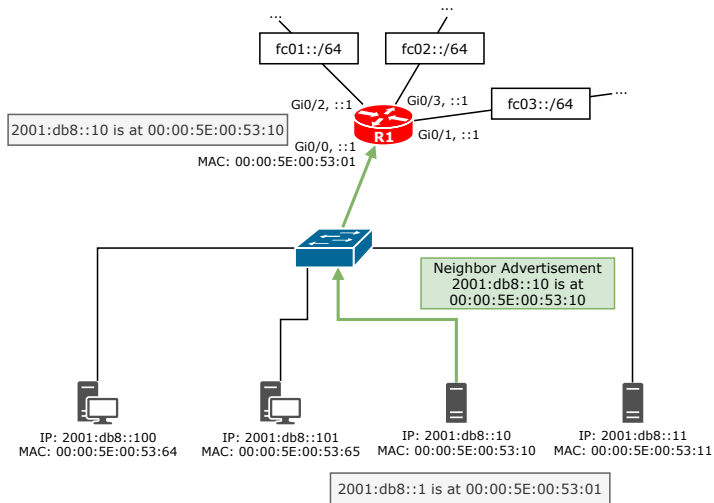 ...
...
fc01::/64
fc02::/64
...
fc03::/64
Gi0/2, ::1
Gi0/3, ::1
2001:db8::10 is at 00:00:5E:00:53:10
R1
Gi0/1, ::1
Gi0/0, ::1
MAC: 00:00:5E:00:53:01
Neighbor Advertisement
2001:db8::10 is at
00:00:5E:00:53:10
IP: 2001:db8::100
MAC: 00:00:5E:00:53:64
IP: 2001:db8::101
MAC: 00:00:5E:00:53:65
IP: 2001:db8::10
MAC: 00:00:5E:00:53:10
IP: 2001:db8::11
MAC: 00:00:5E:00:53:11
2001:db8::1 is at 00:00:5E:00:53:01